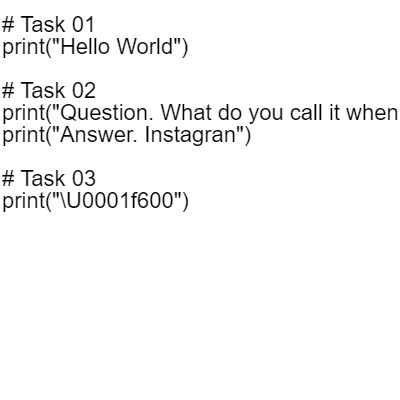 # Task 01
print("Hello World")
# Task 02
print("Question. What do you call it when
print("Answer. Instagran")
# Task 03
print("\U0001f600")